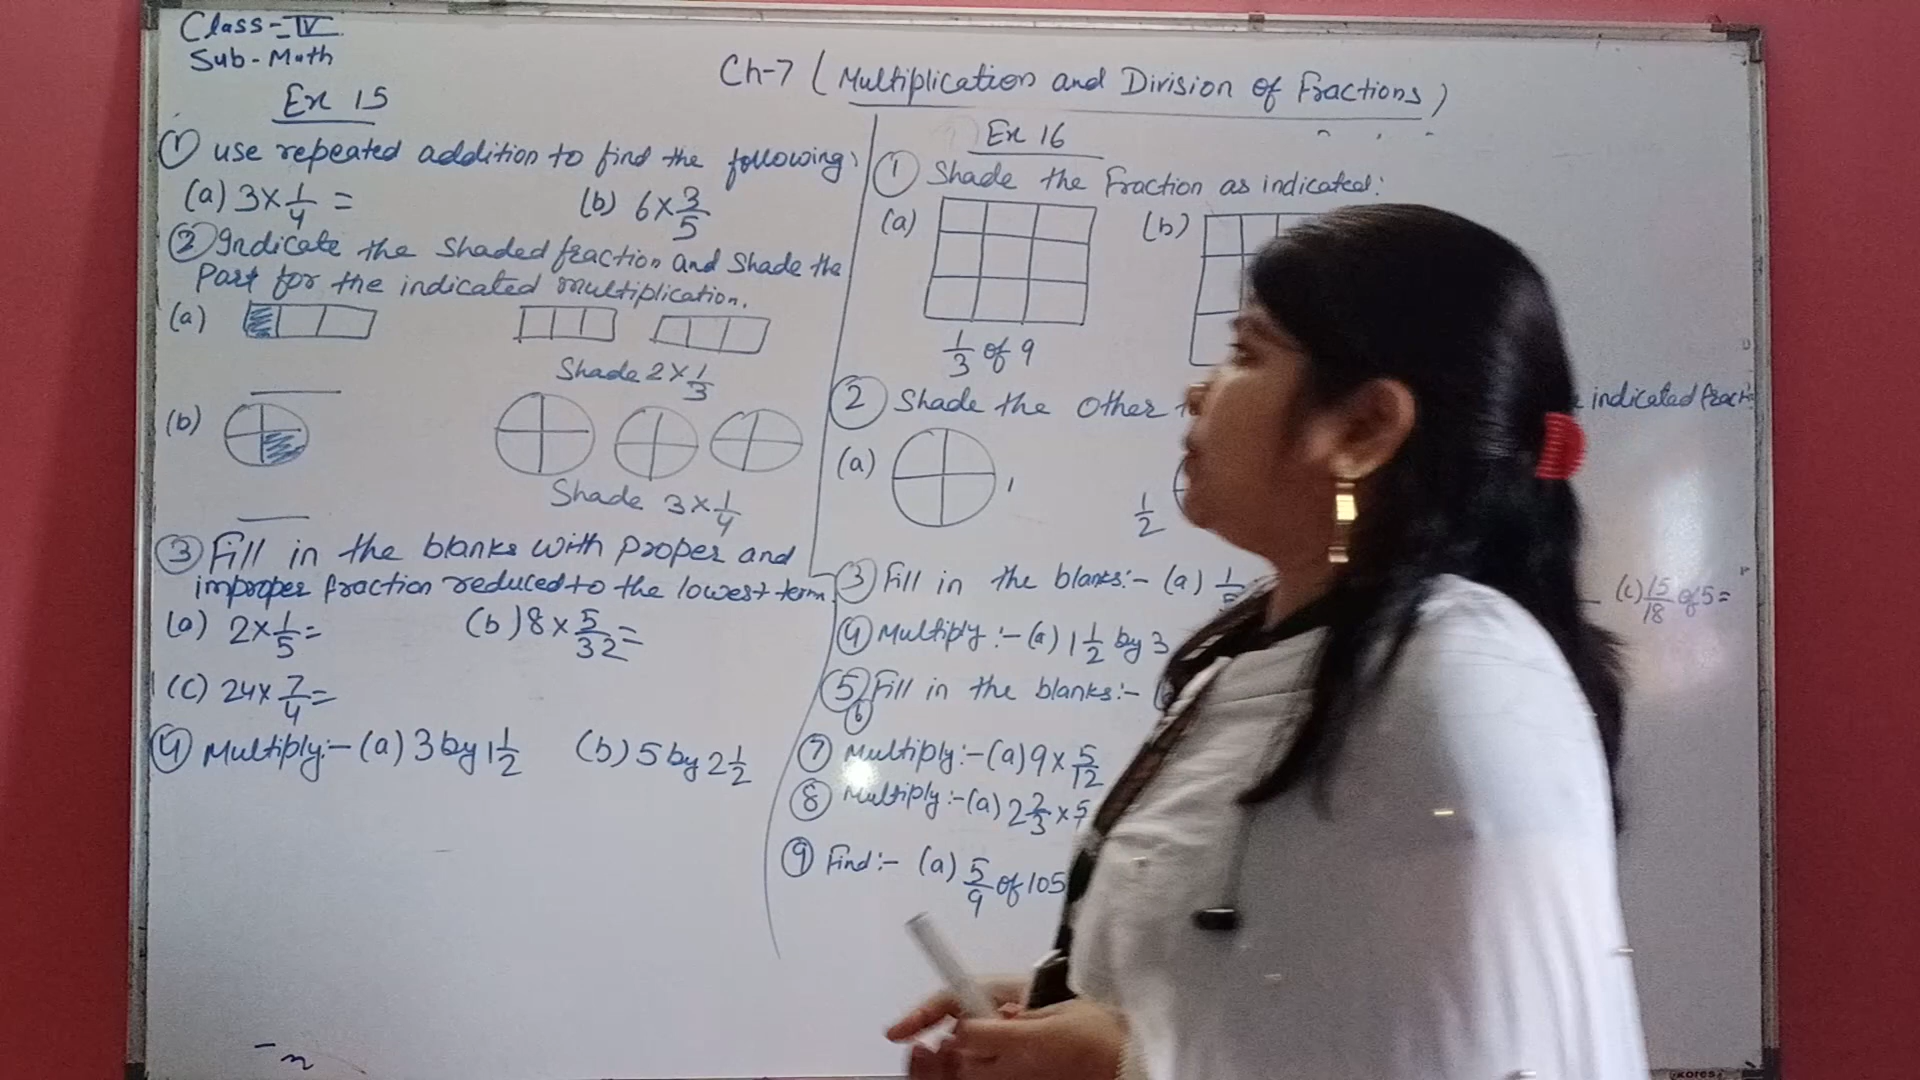 Class-IV
Sub-Math
Ch-7 (Multiplication and Division of Fractions)
Ex 15
① use repeated addition to find the following:
(a) 3×1/4 = (b) 6×3/5
② Indicate the shaded fraction and shade the
Part for the indicated multiplication.
(a)
Shade 2×1/3
(b)
Shade 3×1/4
③ Fill in the blanks with proper and
improper fraction reduced to the lowest term.
(a) 2×1/5= (b) 8×5/32=
(c) 24×7/4=
④ Multiply:- (a) 3 by 1 1/2 (b) 5 by 2 1/2
Ex 16
① Shade the Fraction as indicated:
(a) (b)
1/3 of 9
② Shade the Other indicated fract-
(a)
1/2
③ Fill in the blanks:- (a) (c) 15/18 of 5=
④ Multiply:- (a) 1 1/2 by 3
⑤ Fill in the blanks:-
⑥
⑦ Multiply:-(a) 9×5/12
⑧ Multiply:-(a) 2 2/3 × 5
⑨ Find:- (a) 5/9 of 105
kores